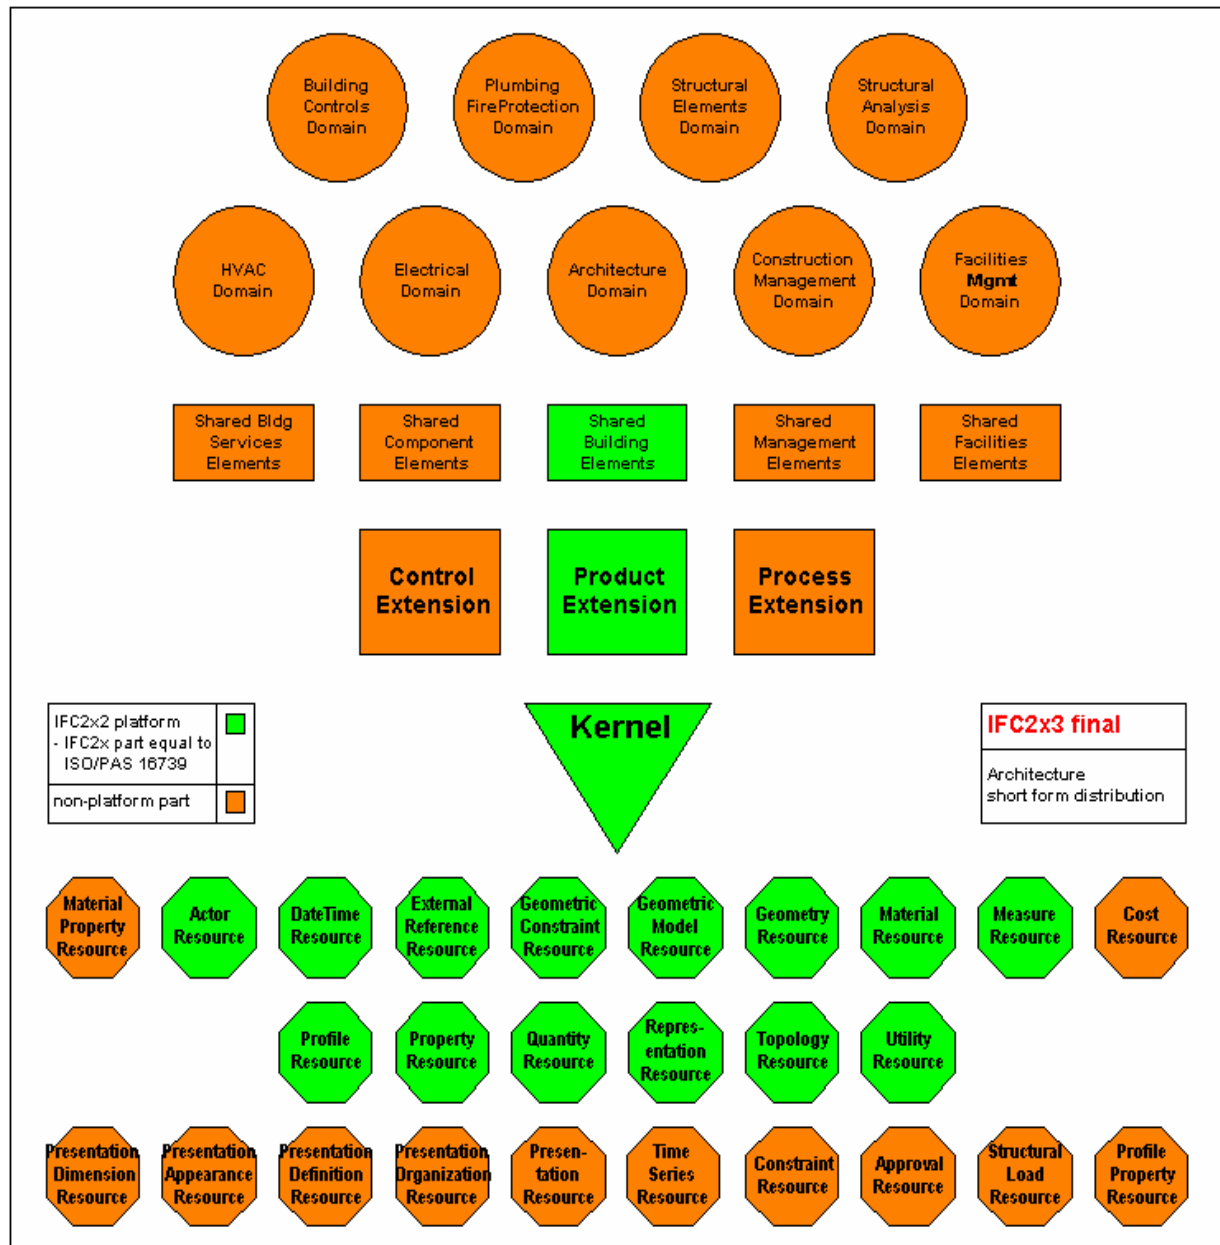 Building
Controls
Domain
Plumbing
FireProtection
Domain
Structural
Elements
Domain
Structural
Analysis
Domain
HVAC
Domain
Electrical
Domain
Architecture
Domain
Construction
Management
Domain
Facilities
Mgmt
Domain
Shared Bldg
Services
Elements
Shared
Component
Elements
Shared
Building
Elements
Shared
Management
Elements
Shared
Facilities
Elements
Control
Extension
Product
Extension
Process
Extension
IFC2x2 platform
- IFC2x part equal to
ISO/PAS 16739
non-platform part
Kernel
IFC2x3 final
Architecture
short form distribution
Material
Property
Resource
Actor
Resource
DateTime
Resource
External
Reference
Resource
Geometric
Constraint
Resource
Geometric
Model
Resource
Geometry
Resource
Material
Resource
Measure
Resource
Cost
Resource
Profile
Resource
Property
Resource
Quantity
Resource
Repres-
entation
Resource
Topology
Resource
Utility
Resource
Presentation
Dimension
Resource
Presentation
Appearance
Resource
Presentation
Definition
Resource
Presentation
Organization
Resource
Presen-
tation
Resource
Time
Series
Resource
Constraint
Resource
Approval
Resource
Structural
Load
Resource
Profile
Property
Resource